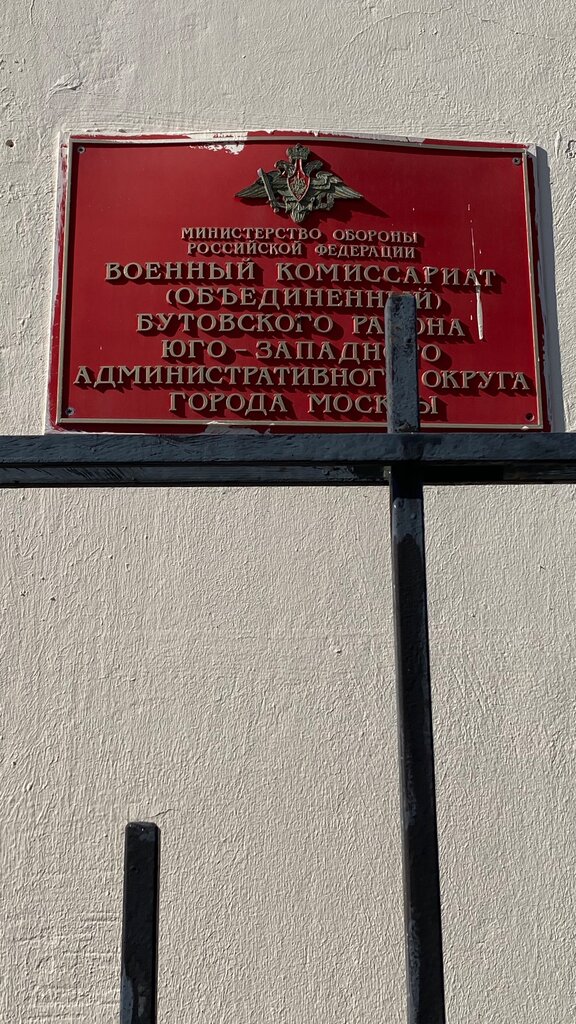 МИНИСТЕРСТВО ОБОРОНЫ
РОССИЙСКОЙ ФЕДЕРАЦИИ
ВОЕННЫЙ КОМИССАРИАТ
(ОБЪЕДИНЕННЫЙ)
БУТОВСКОГО РАЙОНА
ЮГО-ЗАПАДНОГО
АДМИНИСТРАТИВНОГО ОКРУГА
ГОРОДА МОСКВЫ